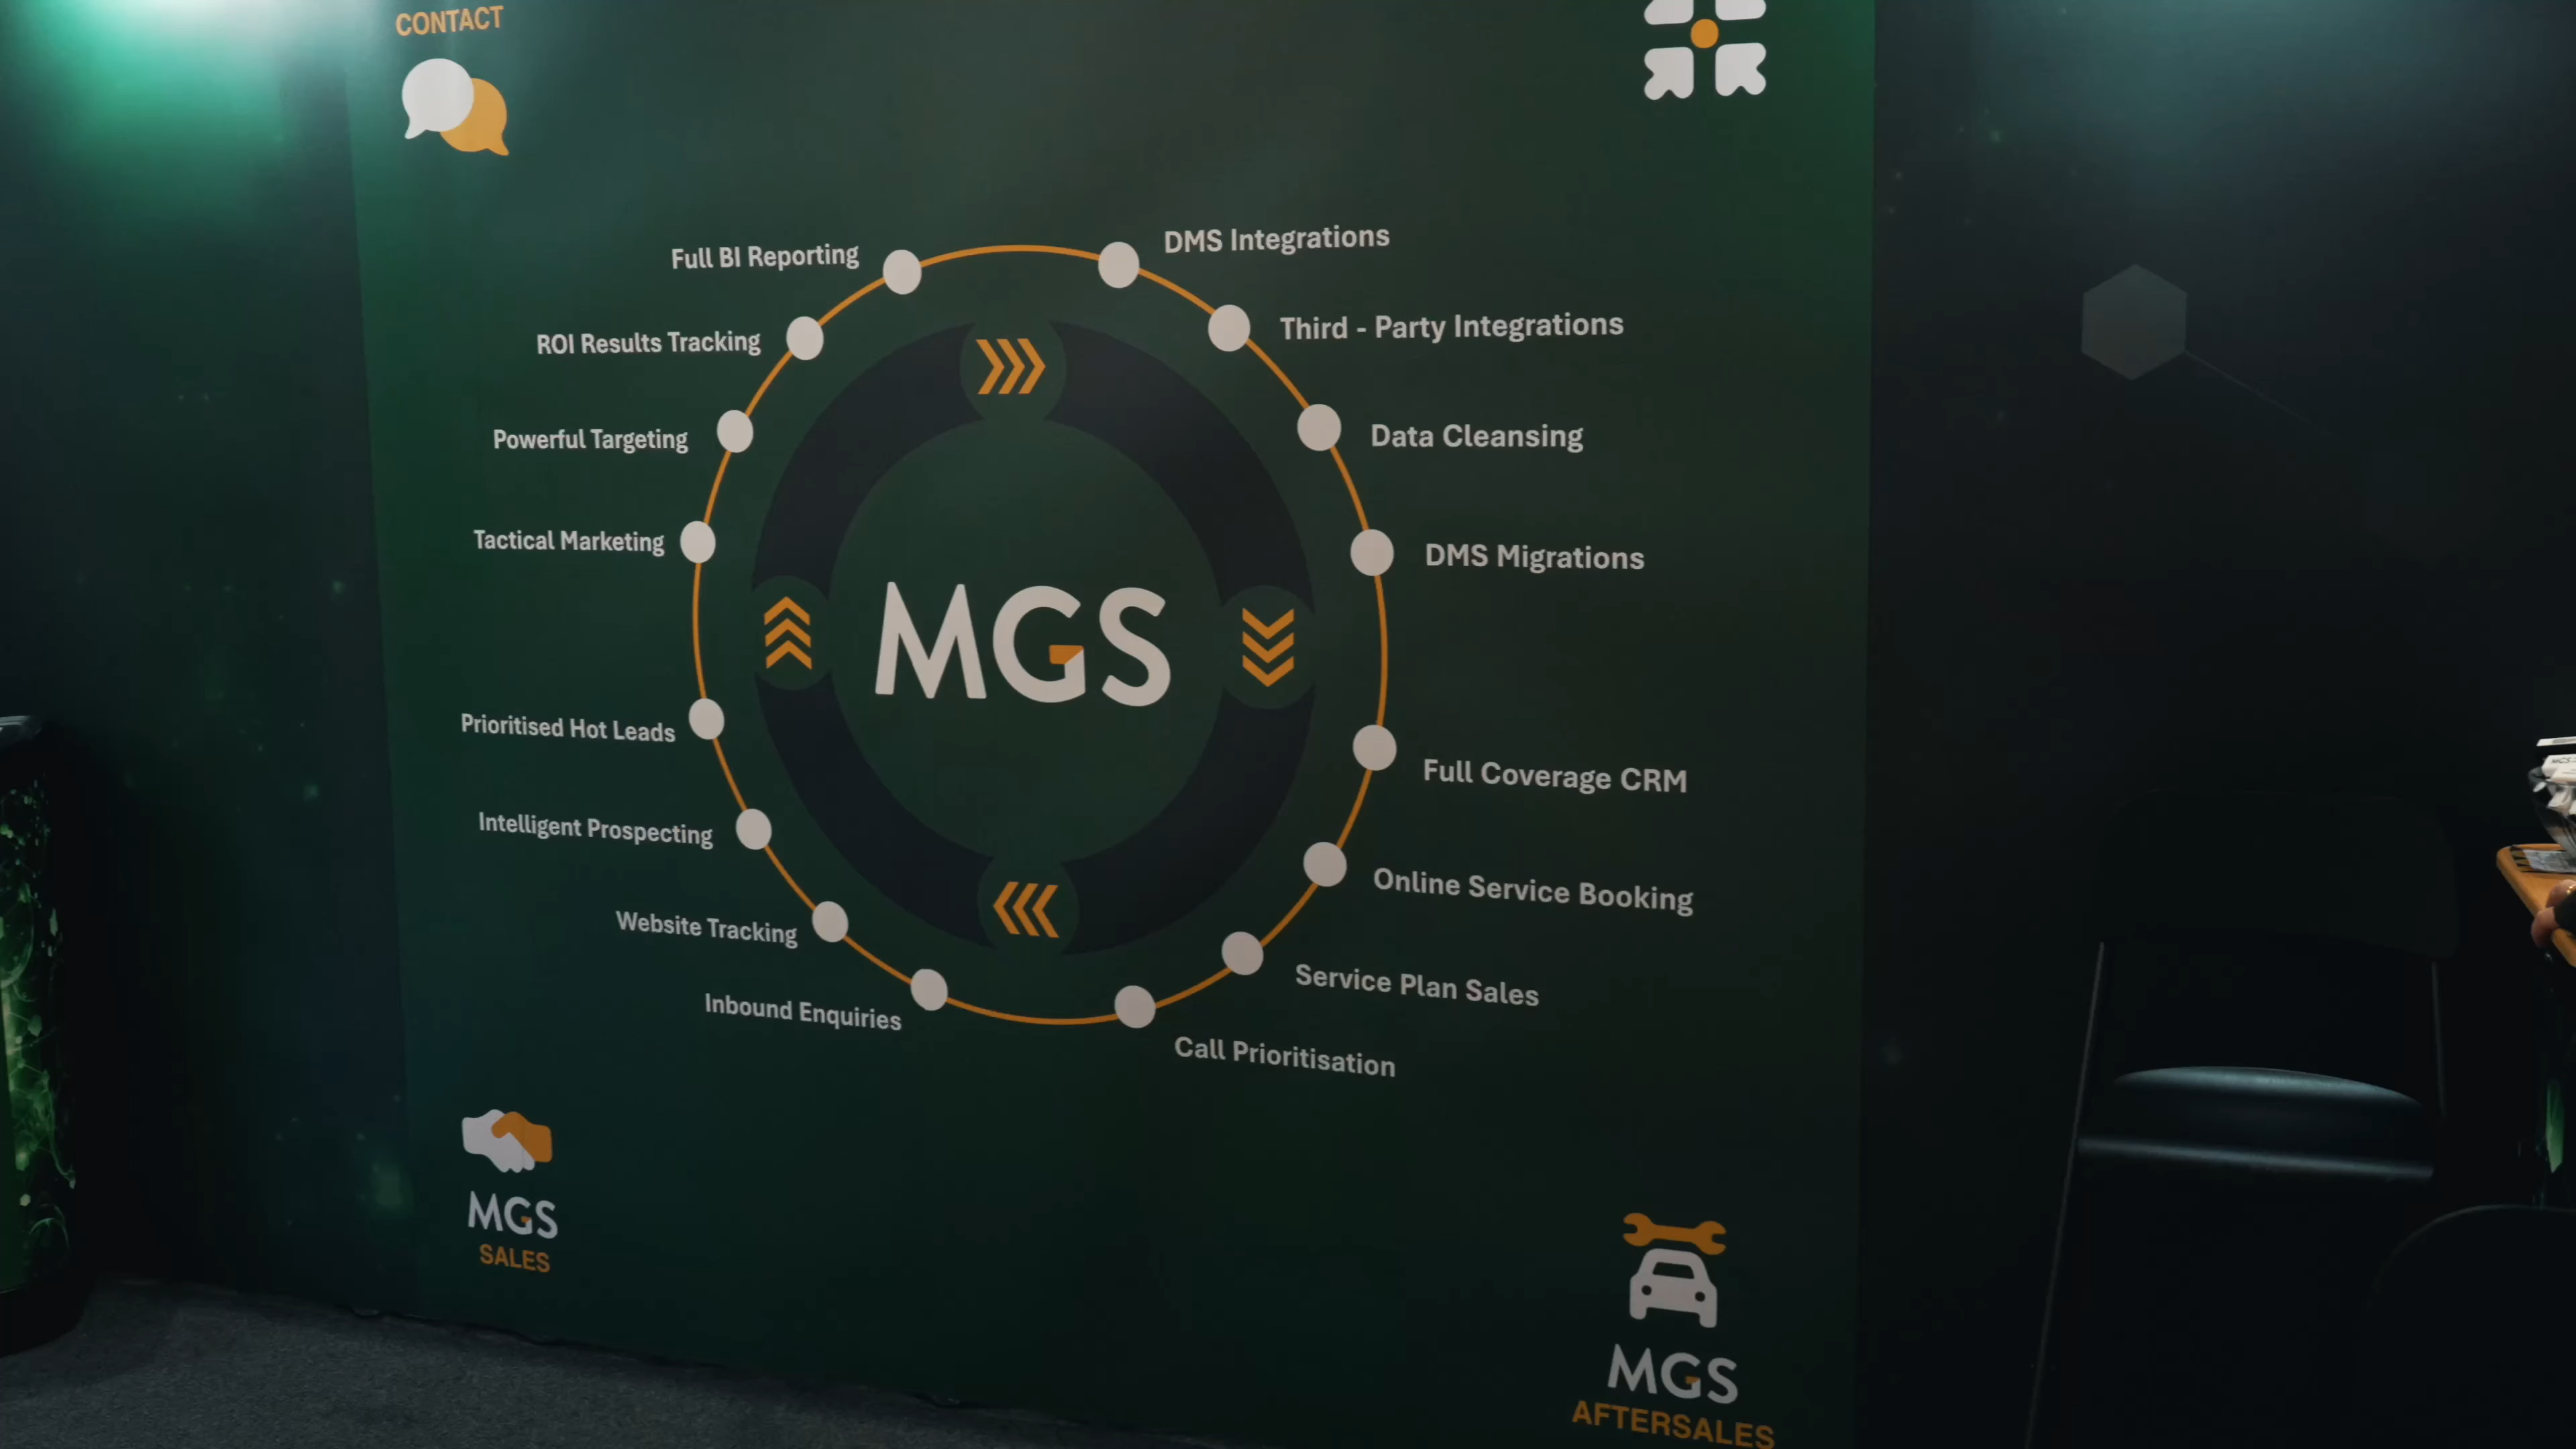 CONTACT
Full BI Reporting
DMS Integrations
ROI Results Tracking
Third - Party Integrations
Powerful Targeting
Data Cleansing
Tactical Marketing
DMS Migrations
MGS
Prioritised Hot Leads
Full Coverage CRM
Intelligent Prospecting
Online Service Booking
Website Tracking
Service Plan Sales
Inbound Enquiries
Call Prioritisation
MGS
SALES
MGS
AFTERSALES